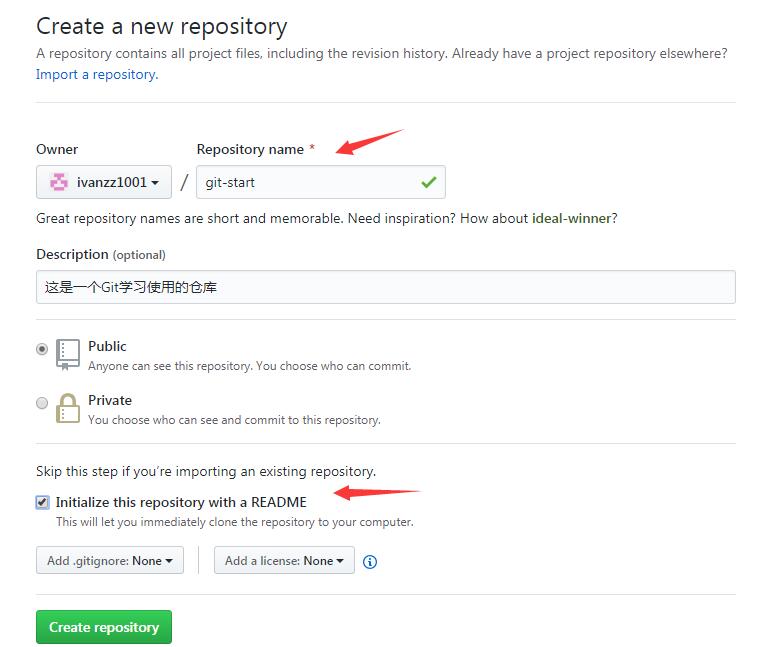 Create a new repository
A repository contains all project files, including the revision history. Already have a project repository elsewhere?
Import a repository.
Owner Repository name *
ivanzz1001 / git-start
Great repository names are short and memorable. Need inspiration? How about ideal-winner?
Description (optional)
这是一个Git学习使用的仓库
Public
Anyone can see this repository. You choose who can commit.
Private
You choose who can see and commit to this repository.
Skip this step if you're importing an existing repository.
Initialize this repository with a README
This will let you immediately clone the repository to your computer.
Add .gitignore: None Add a license: None
Create repository